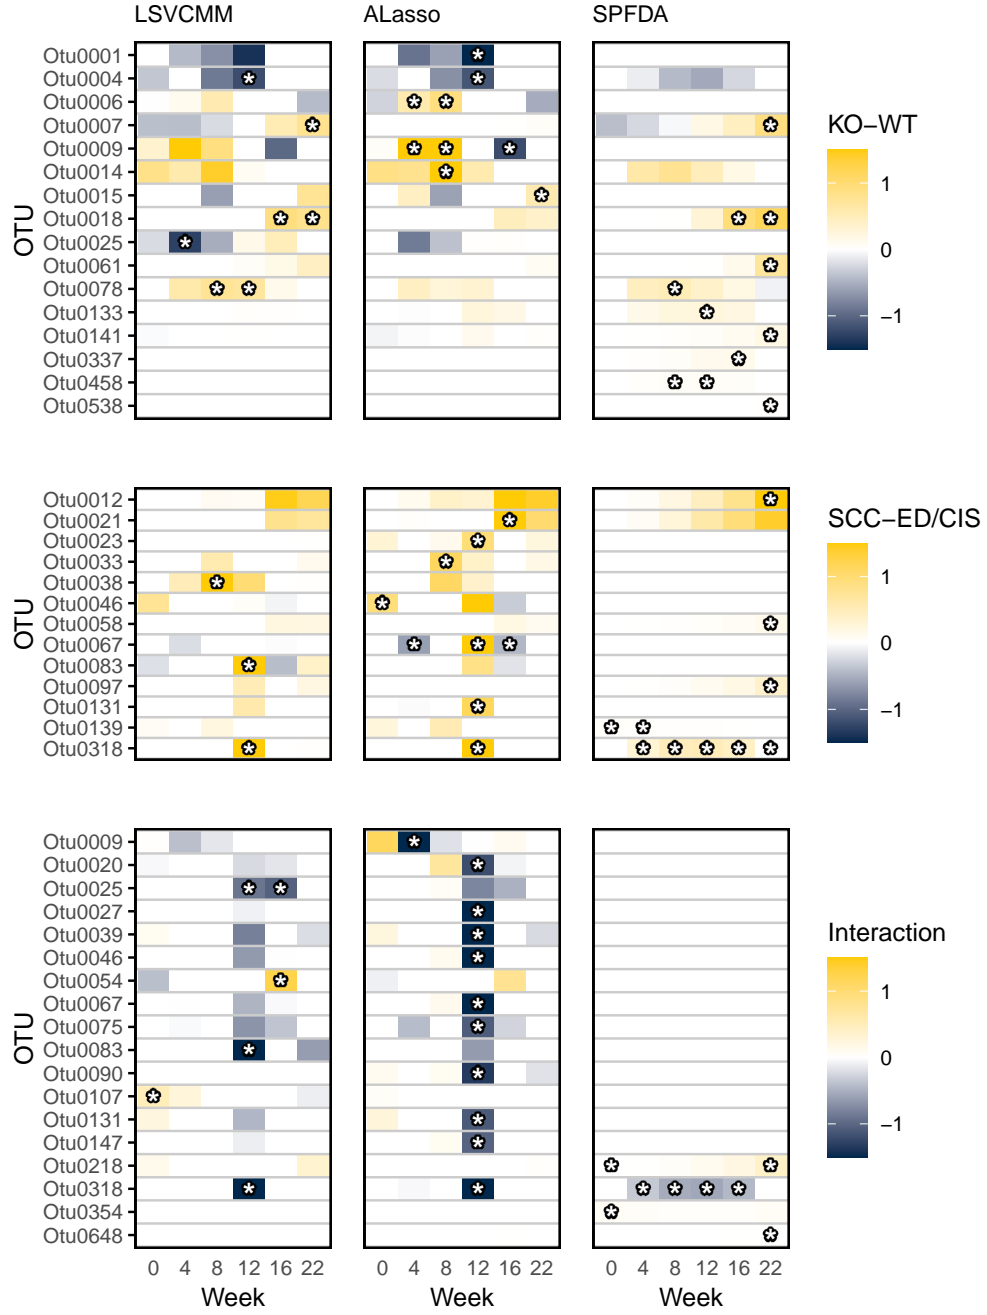 LSVCMM ALasso SPFDA
Otu0001
Otu0004
Otu0006
Otu0007
Otu0009
Otu0014
Otu0015
Otu0018
Otu0025
Otu0061
Otu0078
Otu0133
Otu0141
Otu0337
Otu0458
Otu0538
OTU
KO−WT
1
0
−1
Otu0012
Otu0021
Otu0023
Otu0033
Otu0038
Otu0046
Otu0058
Otu0067
Otu0083
Otu0097
Otu0131
Otu0139
Otu0318
OTU
SCC−ED/CIS
1
0
−1
Otu0009
Otu0020
Otu0025
Otu0027
Otu0039
Otu0046
Otu0054
Otu0067
Otu0075
Otu0083
Otu0090
Otu0107
Otu0131
Otu0147
Otu0218
Otu0318
Otu0354
Otu0648
OTU
Interaction
1
0
−1
0 4 8 12 16 22 0 4 8 12 16 22 0 4 8 12 16 22
Week Week Week